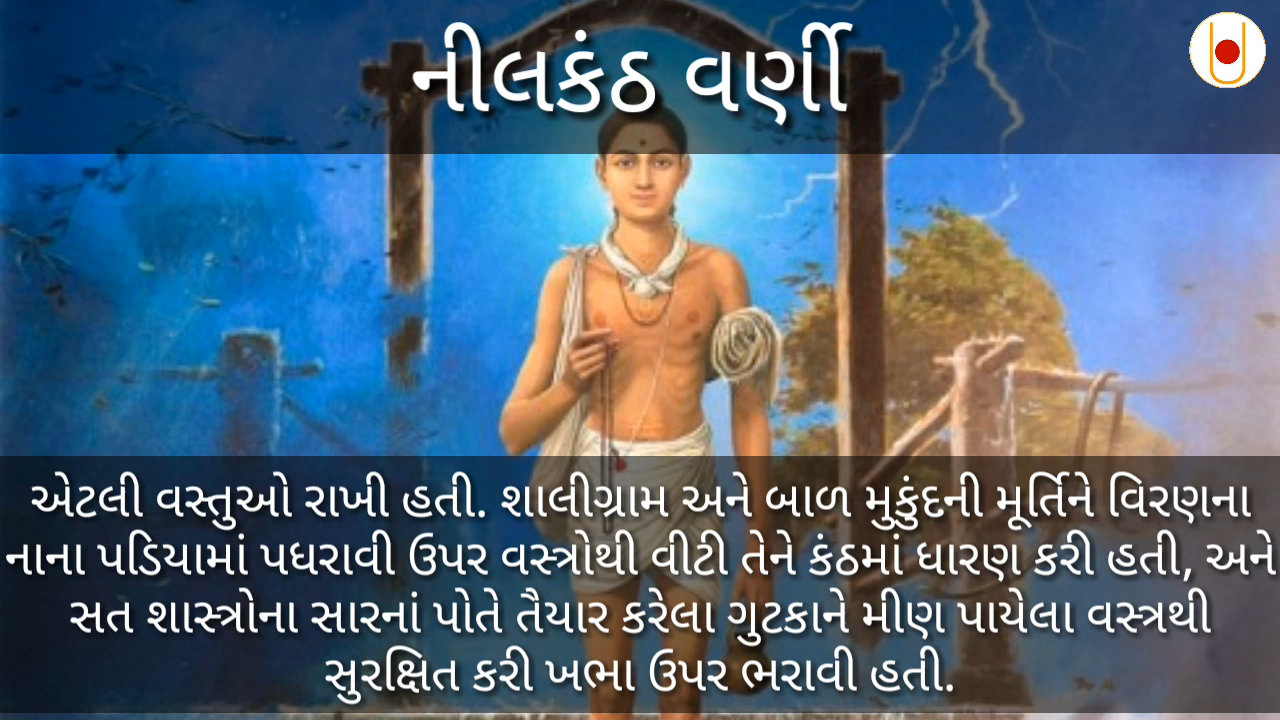 નીલકંઠ વર્ણી
એટલી વસ્તુઓ રાખી હતી. શાલીગ્રામ અને બાળ મુકુંદની મૂર્તિને વિરણના
નાના પડિયામાં પધરાવી ઉપર વસ્ત્રોથી વીટી તેને કંઠમાં ધારણ કરી હતી, અને
સત શાસ્ત્રોના સારનાં પોતે તૈયાર કરેલા ગુટકાને મીણ પાયેલા વસ્ત્રથી
સુરક્ષિત કરી ખભા ઉપર ભરાવી હતી.